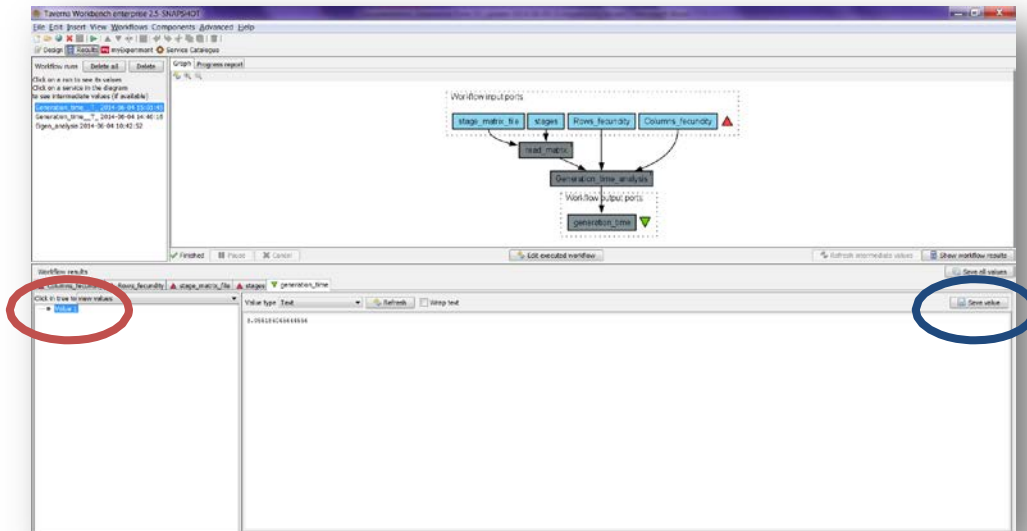 Taverna Workbench enterprise 2.5-SNAPSHOT
File Edit Insert View Workflows Components Advanced Help
Design Results myExperiment Service Catalogue
Workflow runs Delete all Delete
Graph Progress report
Click on a run to see its values
Click on a service in the diagram
to see intermediate values (if available)
Generation_time__T_ 2014-06-04 15:03:45
Generation_time__T_ 2014-06-04 14:40:16
Eigen_analysis 2014-06-04 10:42:52
Workflow input ports
stage_matrix_file stages Rows_fecundity Columns_fecundity
read_matrix
Generation_time_analysis
Workflow output ports
generation_time
Finished Pause Cancel Edit executed workflow Refresh intermediate values Show workflow results
Workflow results Save all values
Columns_fecundity Rows_fecundity stage_matrix_file stages generation_time
Click in tree to view values Value type Text Refresh Wrap text Save value
Value 1